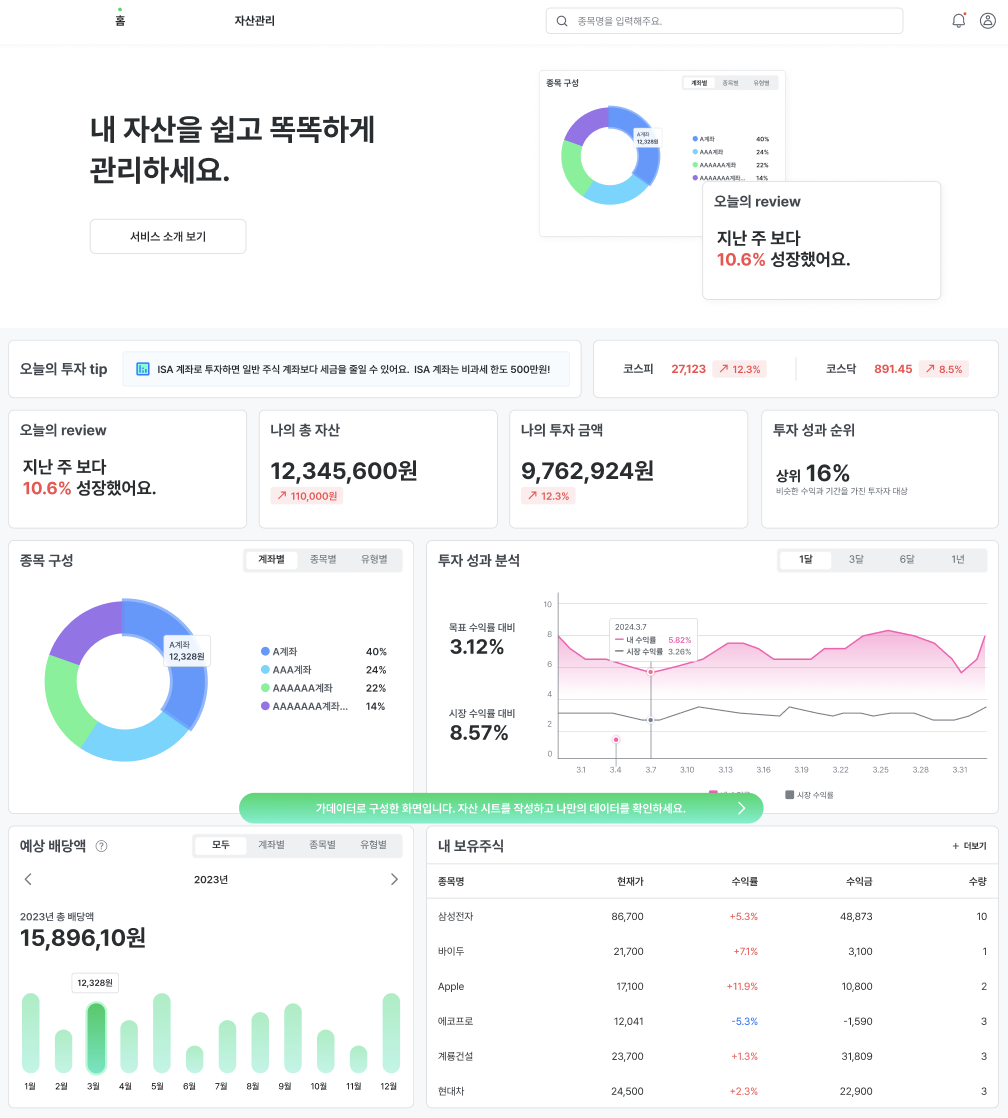 홈
자산관리
종목명을 입력해주요.
내 자산을 쉽고 똑똑하게
관리하세요.
서비스 소개 보기
종목 구성
계좌별 종목별 유형별
A계좌
12,328원
A계좌 40%
AAA계좌 24%
AAAAAA계좌 22%
AAAAAAA계좌... 14%
오늘의 review
지난 주 보다
10.6% 성장했어요.
오늘의 투자 tip
ISA 계좌로 투자하면 일반 주식 계좌보다 세금을 줄일 수 있어요. ISA 계좌는 비과세 한도 500만원!
코스피 27,123 12.3%
코스닥 891.45 8.5%
오늘의 review
지난 주 보다
10.6% 성장했어요.
나의 총 자산
12,345,600원
110,000원
나의 투자 금액
9,762,924원
12.3%
투자 성과 순위
상위 16%
비슷한 수익과 기간을 가진 투자자 대상
종목 구성
계좌별 종목별 유형별
A계좌
12,328원
A계좌 40%
AAA계좌 24%
AAAAAA계좌 22%
AAAAAAA계좌... 14%
투자 성과 분석
1달 3달 6달 1년
목표 수익률 대비
3.12%
시장 수익률 대비
8.57%
10
8
6
4
2
0
2024.3.7
내 수익률 5.82%
시장 수익률 3.26%
3.1 3.4 3.7 3.10 3.13 3.16 3.19 3.22 3.25 3.28 3.31
시장 수익률
가데이터로 구성한 화면입니다. 자산 시트를 작성하고 나만의 데이터를 확인하세요.
예상 배당액 ?
모두 계좌별 종목별 유형별
2023년
2023년 총 배당액
15,896,10원
12,328원
1월 2월 3월 4월 5월 6월 7월 8월 9월 10월 11월 12월
내 보유주식
+ 더보기
종목명 현재가 수익률 수익금 수량
삼성전자 86,700 +5.3% 48,873 10
바이두 21,700 +7.1% 3,100 1
Apple 17,100 +11.9% 10,800 2
에코프로 12,041 -5.3% -1,590 3
계룡건설 23,700 +1.3% 31,809 3
현대차 24,500 +2.3% 22,900 3